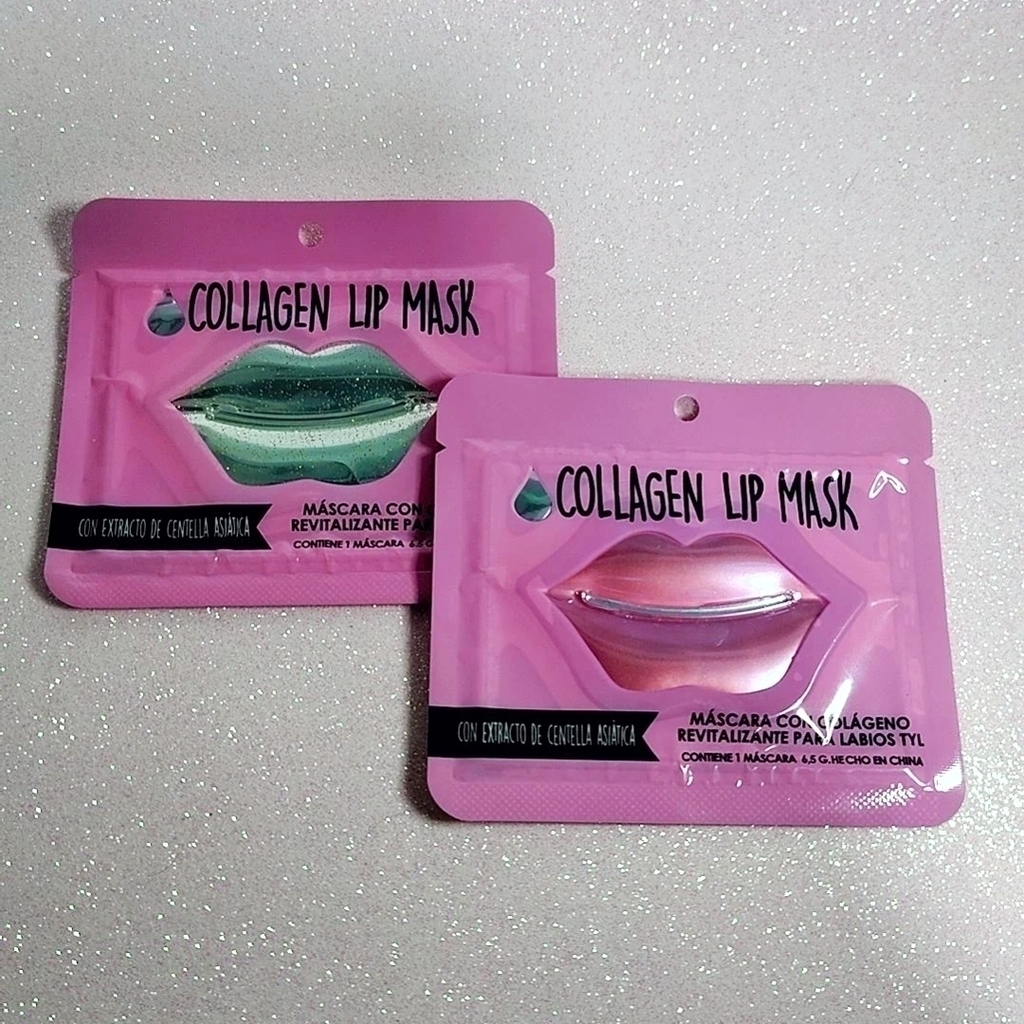 COLLAGEN LIP MASK
MÁSCARA CON
REVITALIZANTE PAR
CON EXTRACTO DE CENTELLA ASIÁTICA
CONTIENE 1 MÁSCARA
COLLAGEN LIP MASK
MÁSCARA CON COLÁGENO
REVITALIZANTE PARA LABIOS TYL
CON EXTRACTO DE CENTELLA ASIÁTICA
CONTIENE 1 MÁSCARA 6,5 G.HECHO EN CHINA